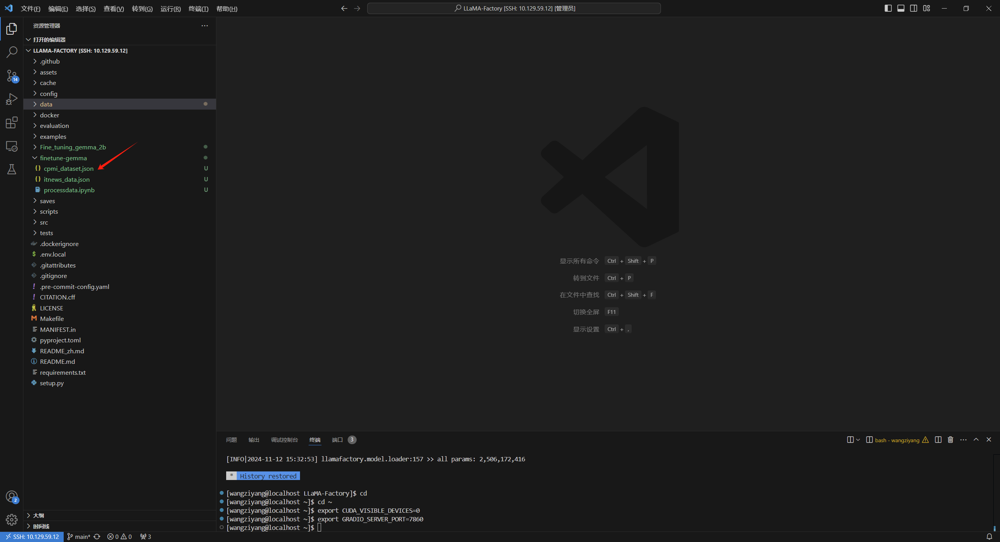 文件(F) 编辑(E) 选择(S) 查看(V) 转到(G) 运行(R) 终端(T) 帮助(H)
LLaMA-Factory [SSH: 10.129.59.12] [管理员]
资源管理器
打开的编辑器
LLAMA-FACTORY [SSH: 10.129.59.12]
.github
assets
cache
config
data
docker
evaluation
examples
Fine_tuning_gemma_2b
finetune-gemma
cpmi_dataset.json U
itnews_data.json U
processdata.ipynb U
saves
scripts
src
tests
.dockerignore
.env.local
.gitattributes
.gitignore
.pre-commit-config.yaml
CITATION.cff
LICENSE
Makefile
MANIFEST.in
pyproject.toml
README_zh.md
README.md
requirements.txt
setup.py
大纲
时间线
14
2
显示所有命令 Ctrl + Shift + P
转到文件 Ctrl + P
在文件中查找 Ctrl + Shift + F
切换全屏 F11
显示设置 Ctrl + ,
问题 输出 调试控制台 终端 端口 3
bash - wangziyang
[INFO|2024-11-12 15:32:53] llamafactory.model.loader:157 >> all params: 2,506,172,416
* History restored
[wangziyang@localhost LLaMA-Factory]$ cd
[wangziyang@localhost ~]$ cd ~
[wangziyang@localhost ~]$ export CUDA_VISIBLE_DEVICES=0
[wangziyang@localhost ~]$ export GRADIO_SERVER_PORT=7860
[wangziyang@localhost ~]$
SSH: 10.129.59.12 main* 0 0 3